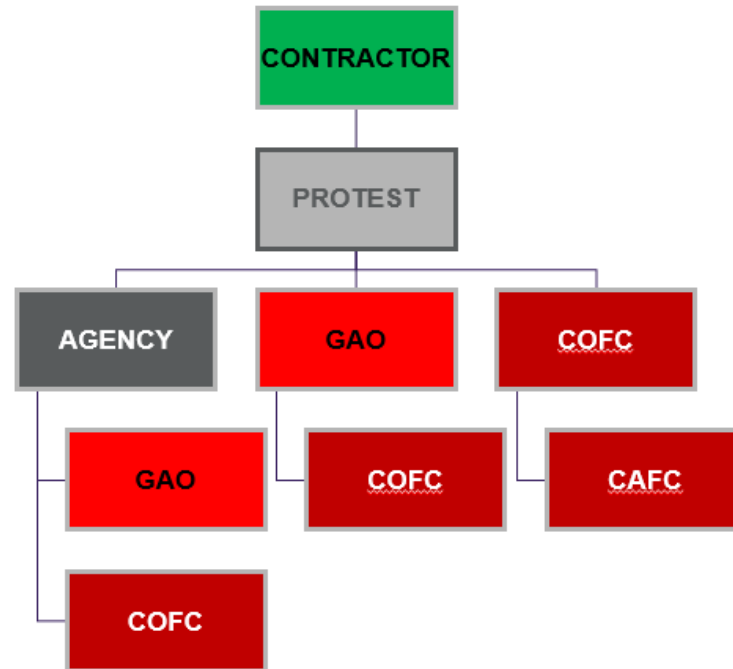 CONTRACTOR
PROTEST
AGENCY
GAO
COFC
GAO
COFC
CAFC
COFC